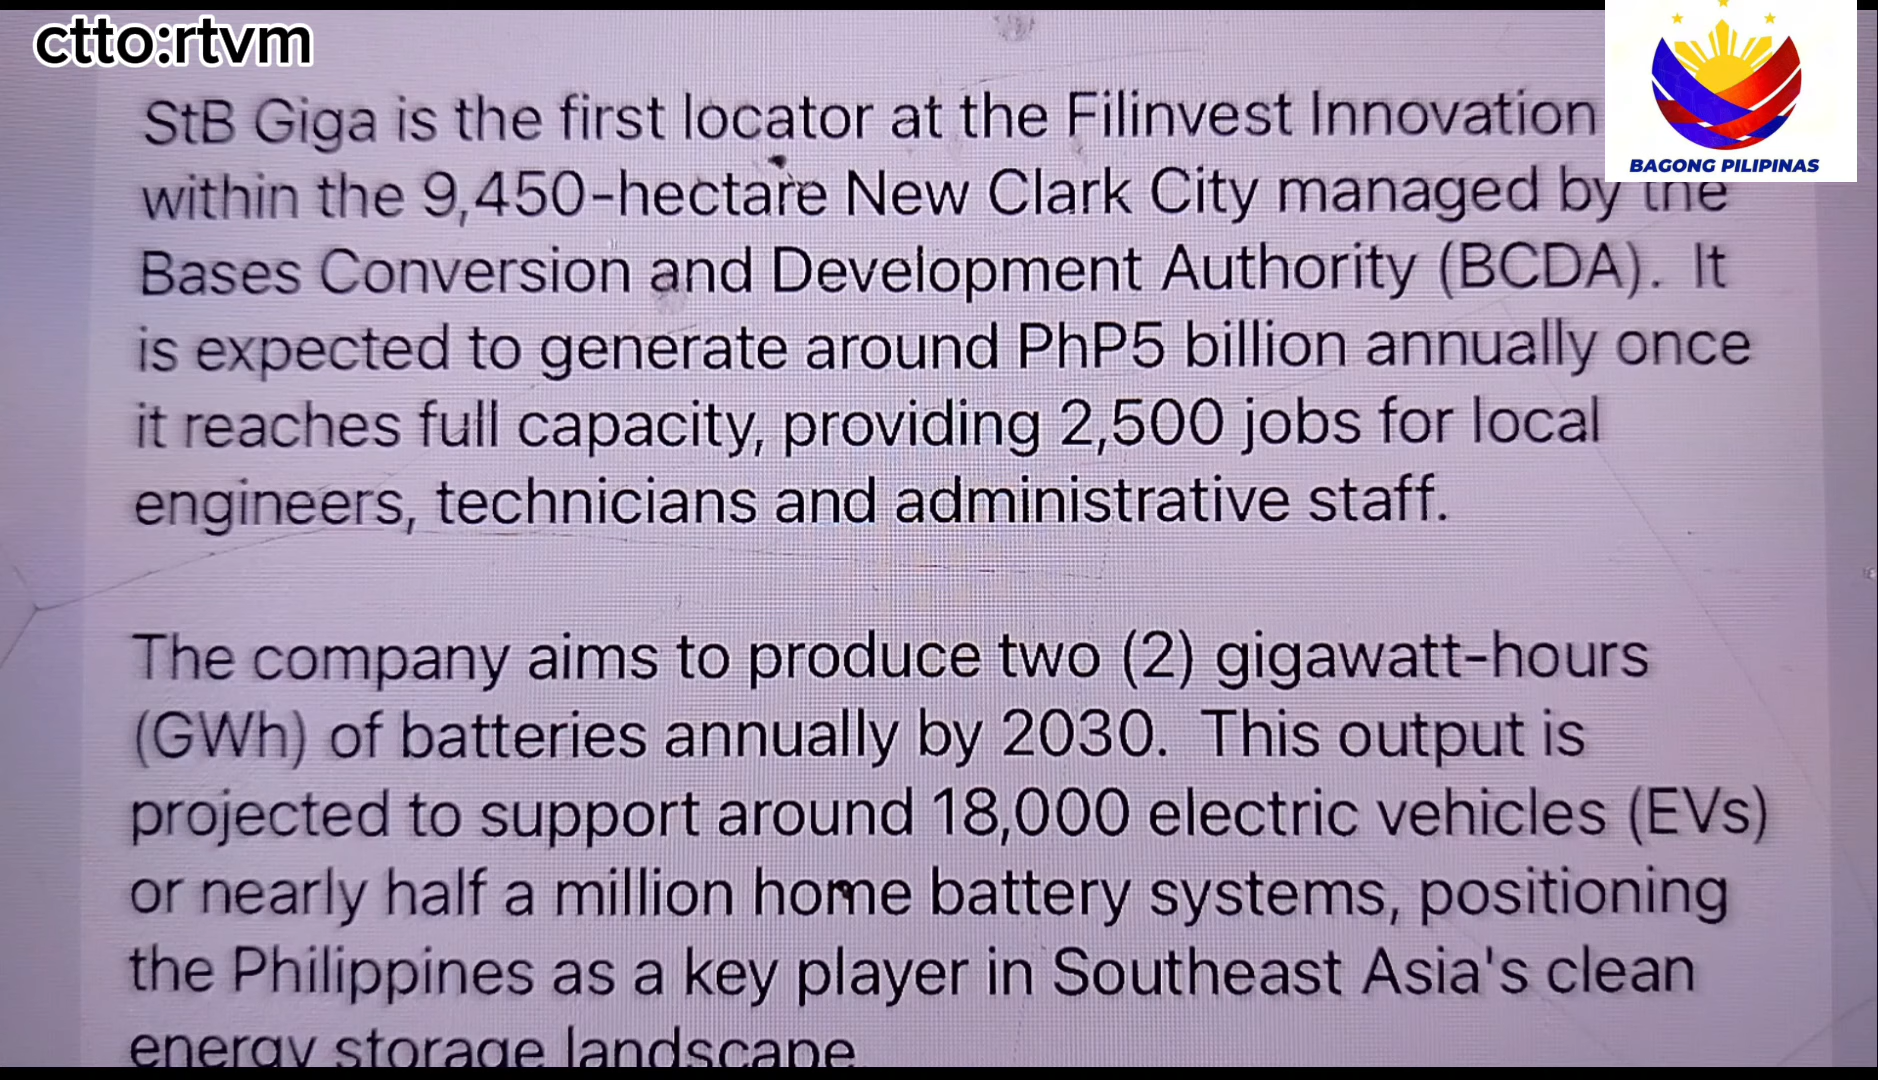 ctto:rtvm
StB Giga is the first locator at the Filinvest Innovation
within the 9,450-hectare New Clark City managed by the
Bases Conversion and Development Authority (BCDA). It
is expected to generate around PhP5 billion annually once
it reaches full capacity, providing 2,500 jobs for local
engineers, technicians and administrative staff.
The company aims to produce two (2) gigawatt-hours
(GWh) of batteries annually by 2030. This output is
projected to support around 18,000 electric vehicles (EVs)
or nearly half a million home battery systems, positioning
the Philippines as a key player in Southeast Asia's clean
energy storage landscape
BAGONG PILIPINAS